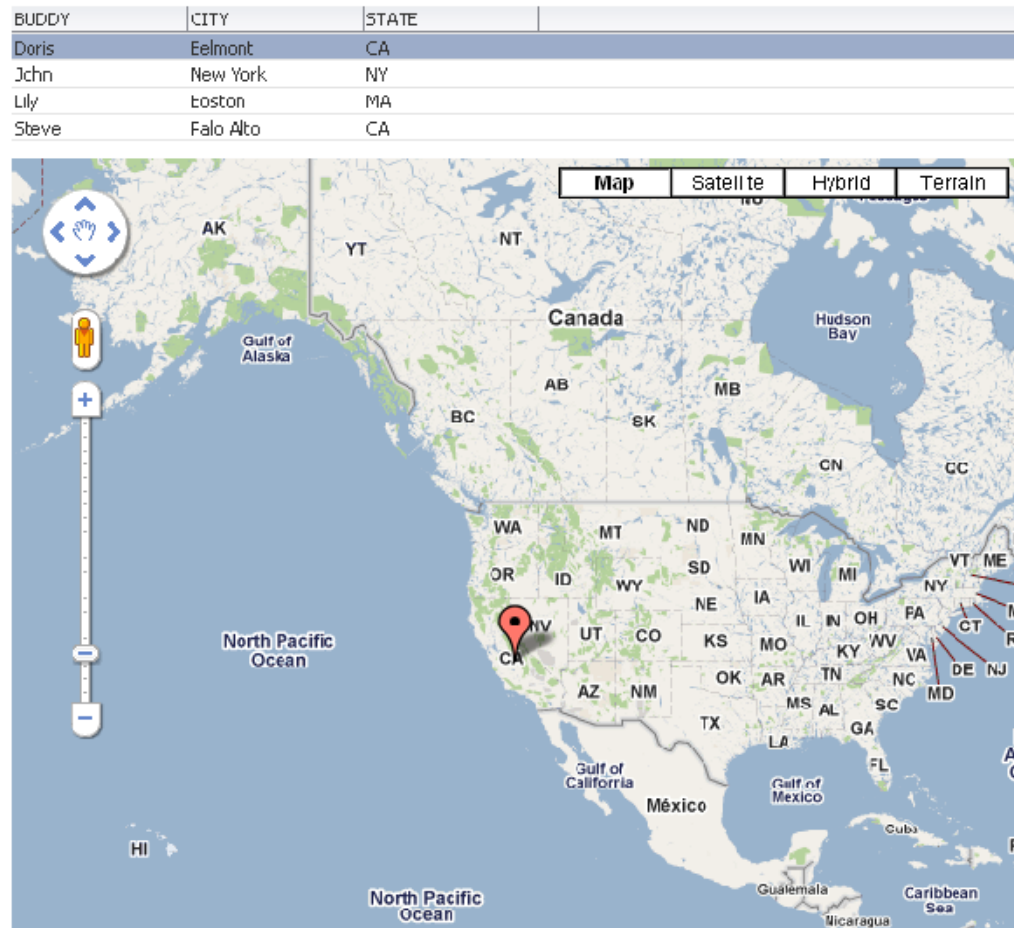 BUDDY CITY STATE
Doris Eelmont CA
Jchn New York NY
Lily Eoston MA
Steve Falo Alto CA
Map Satellite Hybrid Terrain
AK
YT
NT
Canada
Hudson
Bay
Gulf of
Alaska
AB
MB
BC
SK
CN
CC
WA
MT
ND
MN
VT ME
OR
ID
SD
WI
MI
NY
WY
NE
IA
PA
IL IN OH
CT
NV
UT
CO
KS
MO
KY
WV
VA
DE NJ
CA
OK
AR
TN
NC
MD
AZ
NM
MS
AL
SC
TX
GA
LA
FL
North Pacific
Ocean
Gulf of
California
México
Gulf of
Mexico
Cuba
HI
Guatemala
Caribbean
Sea
North Pacific
Ocean
Nicaragua